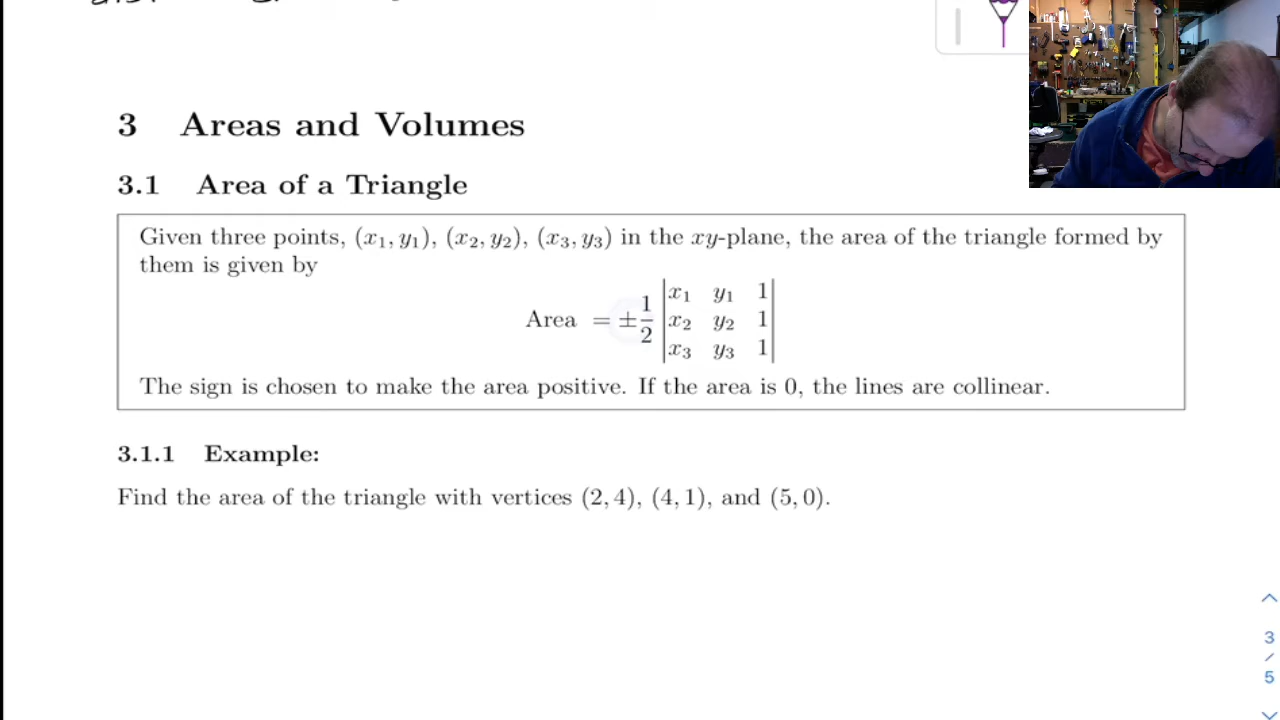 3 Areas and Volumes
3.1 Area of a Triangle
Given three points, (x₁, y₁), (x₂, y₂), (x₃, y₃) in the xy-plane, the area of the triangle formed by
them is given by
Area = ±1/2 |x₁ y₁ 1|
|x₂ y₂ 1|
|x₃ y₃ 1|
The sign is chosen to make the area positive. If the area is 0, the lines are collinear.
3.1.1 Example:
Find the area of the triangle with vertices (2, 4), (4, 1), and (5, 0).
3
/
5